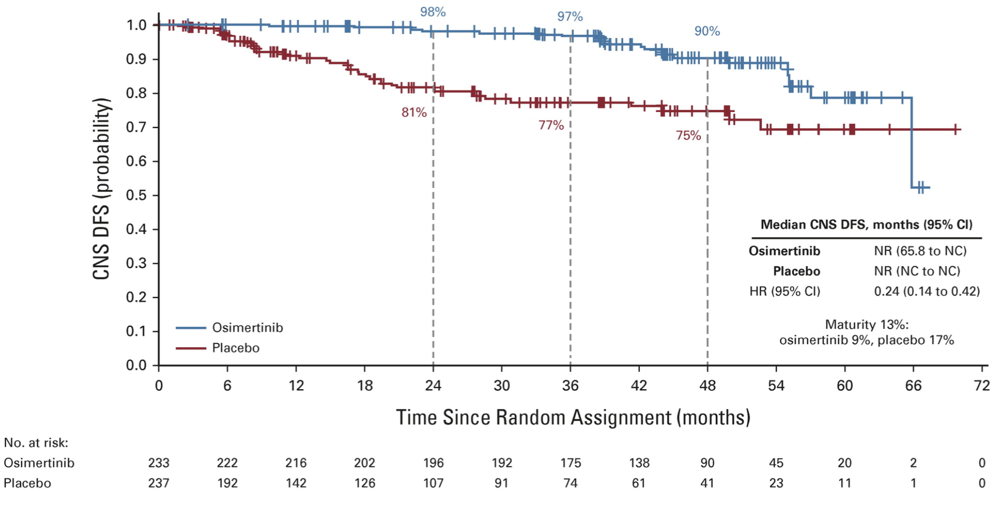 98%
97%
90%
1.0
0.9
0.8
0.7
0.6
0.5
0.4
0.3
0.2
0.1
0.0
CNS DFS (probability)
81%
77%
75%
Median CNS DFS, months (95% CI)
Osimertinib NR (65.8 to NC)
Placebo NR (NC to NC)
HR (95% CI) 0.24 (0.14 to 0.42)
Maturity 13%:
osimertinib 9%, placebo 17%
Osimertinib
Placebo
0 6 12 18 24 30 36 42 48 54 60 66 72
Time Since Random Assignment (months)
No. at risk:
Osimertinib 233 222 216 202 196 192 175 138 90 45 20 2 0
Placebo 237 192 142 126 107 91 74 61 41 23 11 1 0